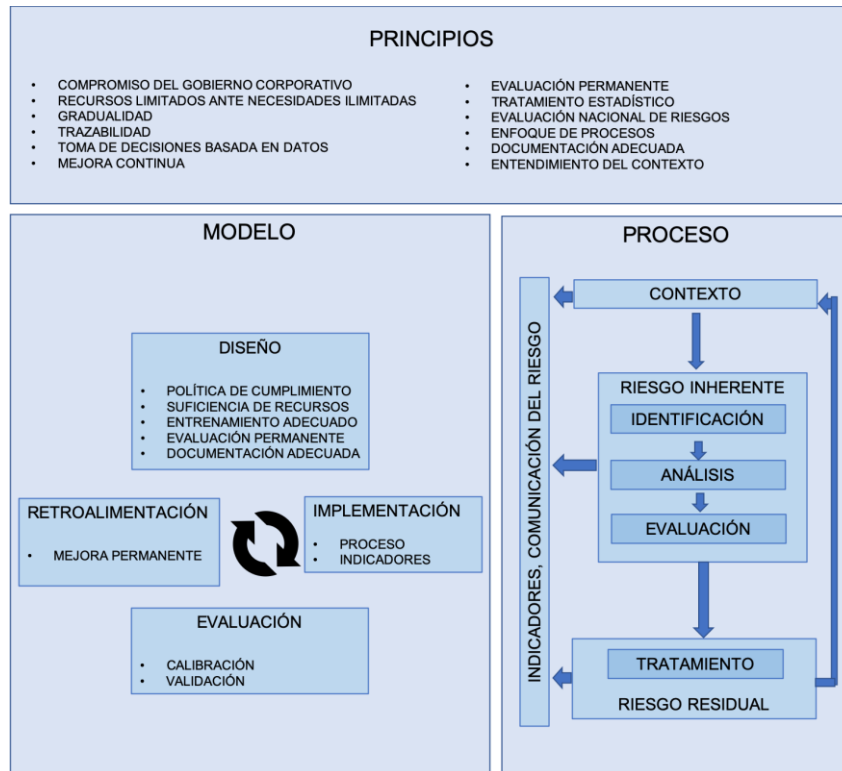 PRINCIPIOS
• COMPROMISO DEL GOBIERNO CORPORATIVO
• RECURSOS LIMITADOS ANTE NECESIDADES ILIMITADAS
• GRADUALIDAD
• TRAZABILIDAD
• TOMA DE DECISIONES BASADA EN DATOS
• MEJORA CONTINUA
• EVALUACIÓN PERMANENTE
• TRATAMIENTO ESTADÍSTICO
• EVALUACIÓN NACIONAL DE RIESGOS
• ENFOQUE DE PROCESOS
• DOCUMENTACIÓN ADECUADA
• ENTENDIMIENTO DEL CONTEXTO
MODELO
DISEÑO
• POLÍTICA DE CUMPLIMIENTO
• SUFICIENCIA DE RECURSOS
• ENTRENAMIENTO ADECUADO
• EVALUACIÓN PERMANENTE
• DOCUMENTACIÓN ADECUADA
RETROALIMENTACIÓN
• MEJORA PERMANENTE
IMPLEMENTACIÓN
• PROCESO
• INDICADORES
EVALUACIÓN
• CALIBRACIÓN
• VALIDACIÓN
PROCESO
INDICADORES, COMUNICACIÓN DEL RIESGO
CONTEXTO
RIESGO INHERENTE
IDENTIFICACIÓN
ANÁLISIS
EVALUACIÓN
TRATAMIENTO
RIESGO RESIDUAL